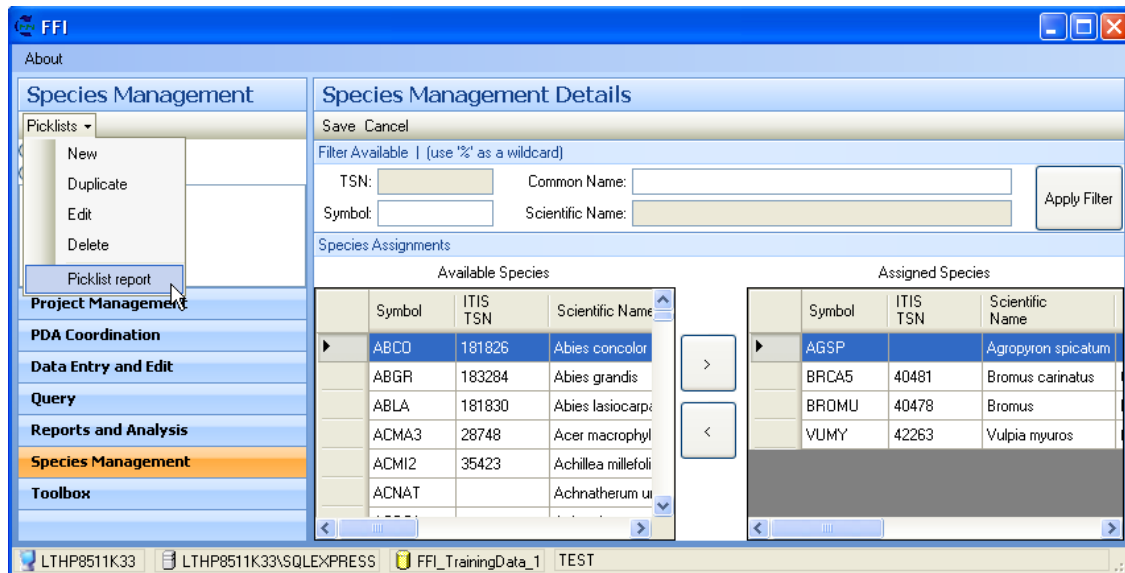 FFI
About
Species Management
Picklists
New
Duplicate
Edit
Delete
Picklist report
Project Management
PDA Coordination
Data Entry and Edit
Query
Reports and Analysis
Species Management
Toolbox
Species Management Details
Save Cancel
Filter Available | (use '%' as a wildcard)
TSN: Common Name:
Symbol: Scientific Name:
Apply Filter
Species Assignments
Available Species
Symbol ITIS TSN Scientific Name
ABCO 181826 Abies concolor
ABGR 183284 Abies grandis
ABLA 181830 Abies lasiocarpa
ACMA3 28748 Acer macrophyl
ACMI2 35423 Achillea millefoli
ACNAT Achnatherum
>
<
Assigned Species
Symbol ITIS TSN Scientific Name
AGSP Agropyron spicatum
BRCA5 40481 Bromus carinatus
BROMU 40478 Bromus
VUMY 42263 Vulpia myuros
LTHP8511K33 LTHP8511K33\SQLEXPRESS FFI_TrainingData_1 TEST